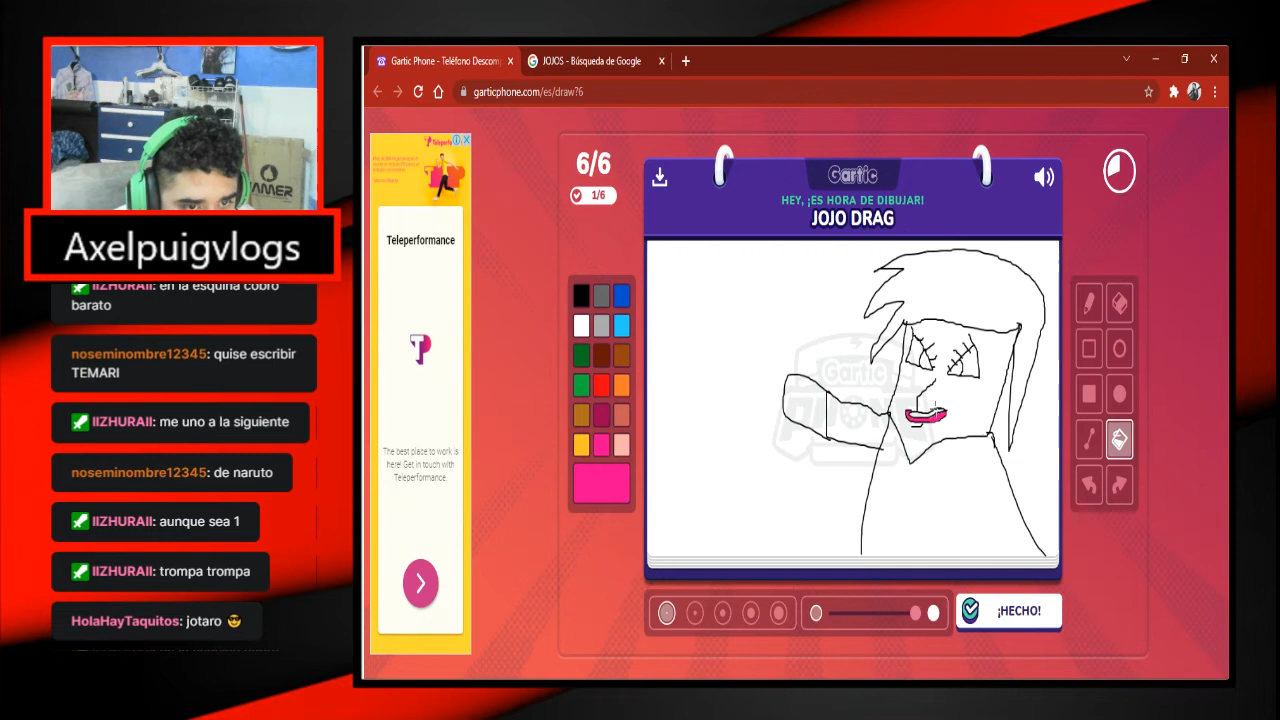 Gartic Phone - Teléfono Descom
JOJOS - Búsqueda de Google
garticphone.com/es/draw?6
Axelpuigvlogs
IIZHURAII: en la esquina cobro
barato
noseminombre12345: quise escribir
TEMARI
IIZHURAII: me uno a la siguiente
noseminombre12345: de naruto
IIZHURAII: aunque sea 1
IIZHURAII: trompa trompa
HolaHayTaquitos: jotaro 😎
Teleperformance
The best place to work is
here! Get in touch with
Teleperformance.
6/6
1/6
Gartic
HEY, ¡ES HORA DE DIBUJAR!
JOJO DRAG
Gartic
PHONE
¡HECHO!